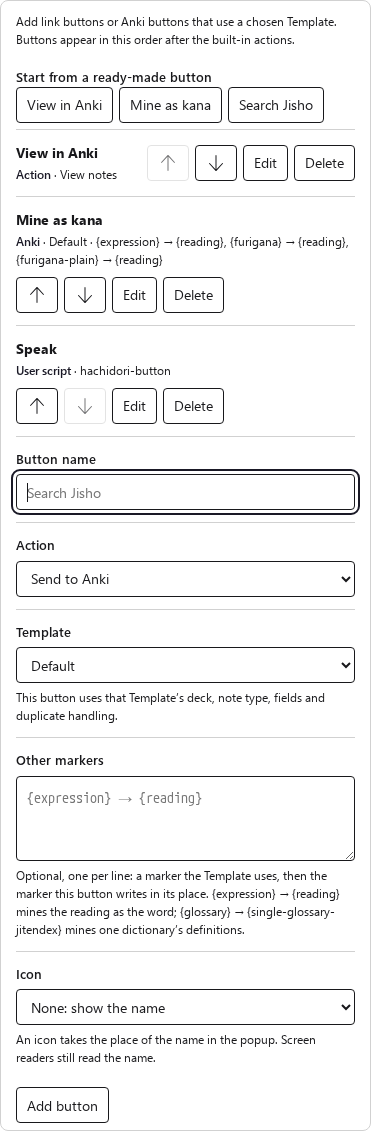 Add link buttons or Anki buttons that use a chosen Template.
Buttons appear in this order after the built-in actions.
Start from a ready-made button
View in Anki
Mine as kana
Search Jisho
View in Anki
Action · View notes
↑ ↓ Edit Delete
Mine as kana
Anki · Default · {expression} → {reading}, {furigana} → {reading},
{furigana-plain} → {reading}
↑ ↓ Edit Delete
Speak
User script · hachidori-button
↑ ↓ Edit Delete
Button name
Search Jisho
Action
Send to Anki
Template
Default
This button uses that Template's deck, note type, fields and
duplicate handling.
Other markers
{expression} → {reading}
Optional, one per line: a marker the Template uses, then the
marker this button writes in its place. {expression} → {reading}
mines the reading as the word; {glossary} → {single-glossary-
jitendex} mines one dictionary's definitions.
Icon
None: show the name
An icon takes the place of the name in the popup. Screen
readers still read the name.
Add button